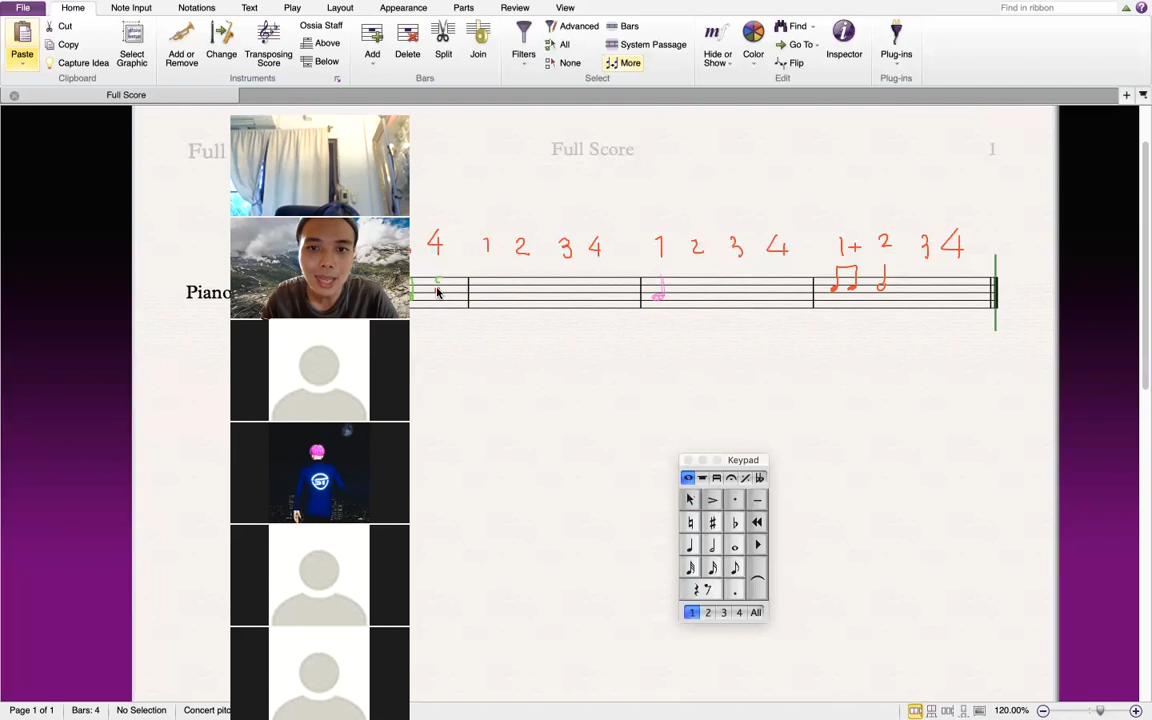 File Home Note Input Notations Text Play Layout Appearance Parts Review View Find in ribbon
Paste Cut Copy Capture Idea Select Graphic Add or Remove Change Transposing Score Ossia Staff Above Below Add Delete Split Join Filters Advanced All None Bars System Passage More Hide or Show Color Find Go To Flip Inspector Plug-ins
Clipboard Instruments Bars Select Edit Plug-ins
Full Score
Full Full Score 1
4 1 2 3 4 1 2 3 4 1+ 2 3 4
Piano
ST
Keypad
1 2 3 4 All
Page 1 of 1 Bars: 4 No Selection Concert pitc 120.00%